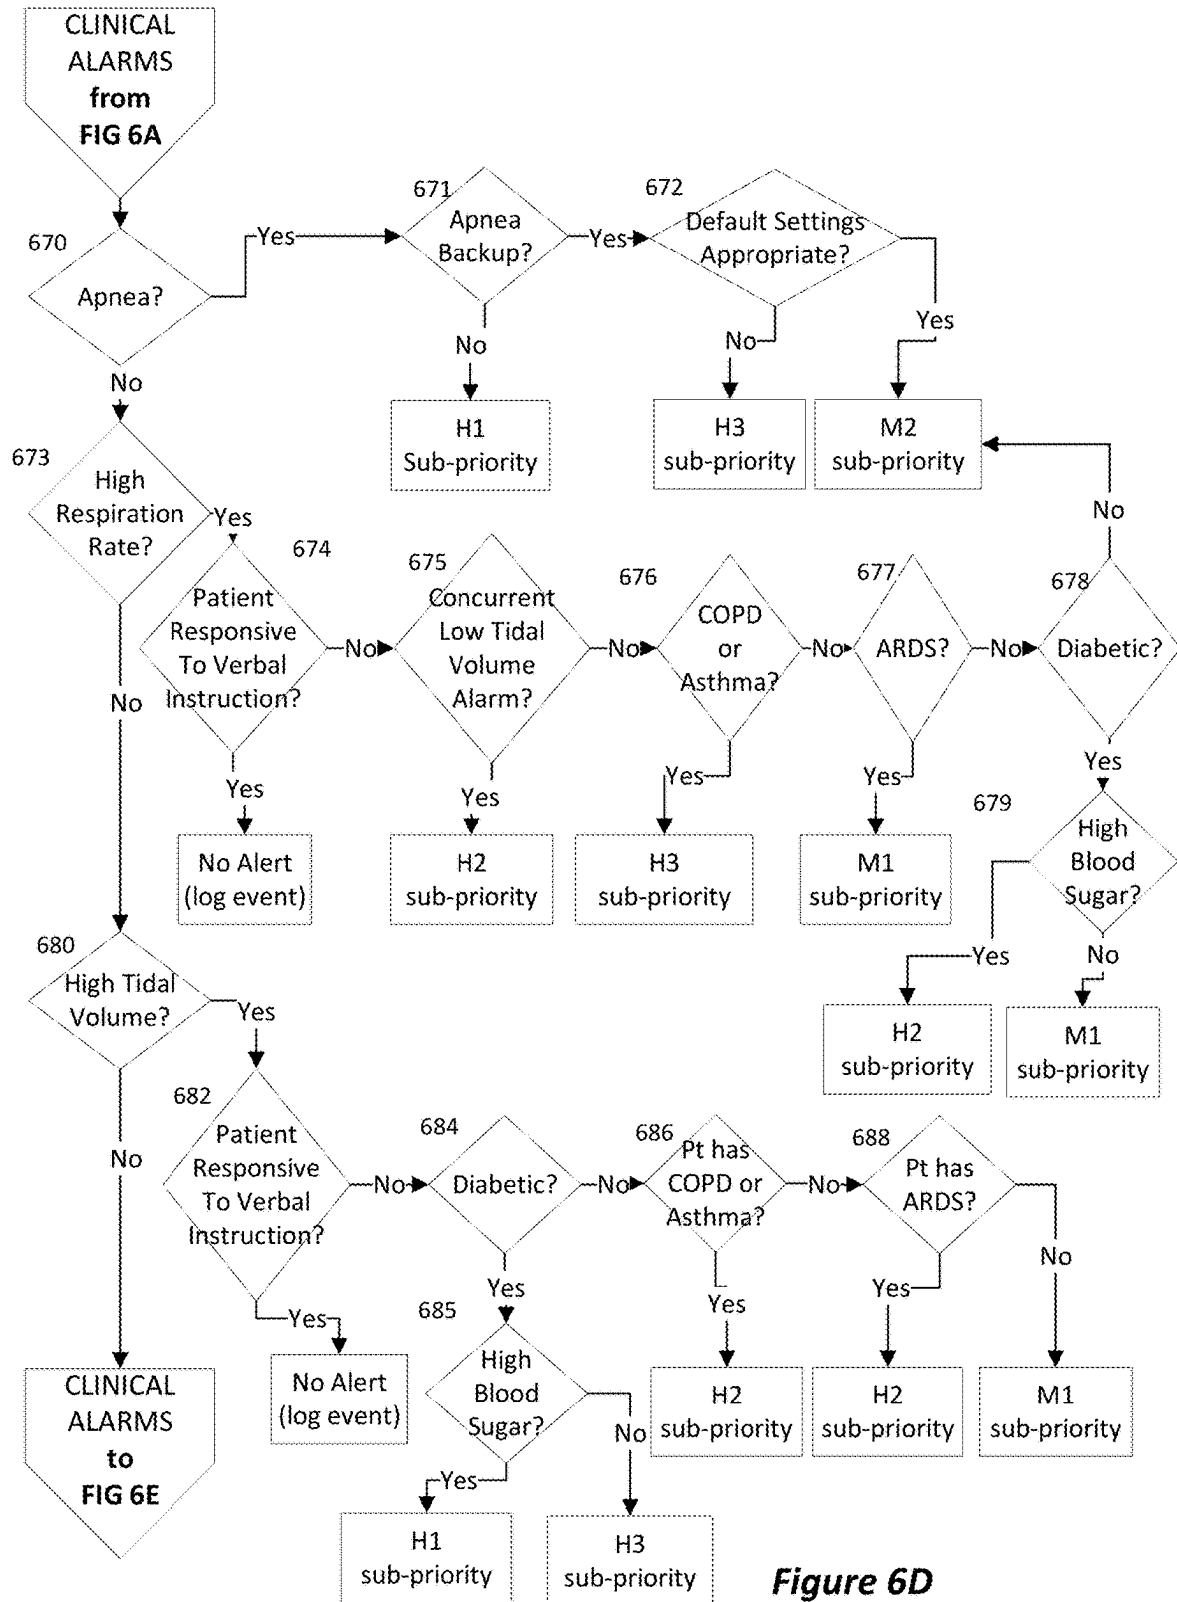 CLINICAL
ALARMS
from
FIG 6A
670
Apnea?
Yes
671
Apnea
Backup?
Yes
672
Default Settings
Appropriate?
No
No
No
Yes
H1
Sub-priority
H3
sub-priority
M2
sub-priority
673
High
Respiration
Rate?
Yes
No
674
Patient
Responsive
To Verbal
Instruction?
No
675
Concurrent
Low Tidal
Volume
Alarm?
No
676
COPD
or
Asthma?
No
677
ARDS?
No
678
Diabetic?
No
Yes
Yes
Yes
Yes
Yes
No Alert
(log event)
H2
sub-priority
H3
sub-priority
M1
sub-priority
679
High
Blood
Sugar?
Yes
No
H2
sub-priority
M1
sub-priority
680
High Tidal
Volume?
Yes
No
682
Patient
Responsive
To Verbal
Instruction?
No
684
Diabetic?
No
686
Pt has
COPD or
Asthma?
No
688
Pt has
ARDS?
No
Yes
Yes
Yes
Yes
No Alert
(log event)
685
High
Blood
Sugar?
No
Yes
H2
sub-priority
H2
sub-priority
M1
sub-priority
H1
sub-priority
H3
sub-priority
CLINICAL
ALARMS
to
FIG 6E
Figure 6D